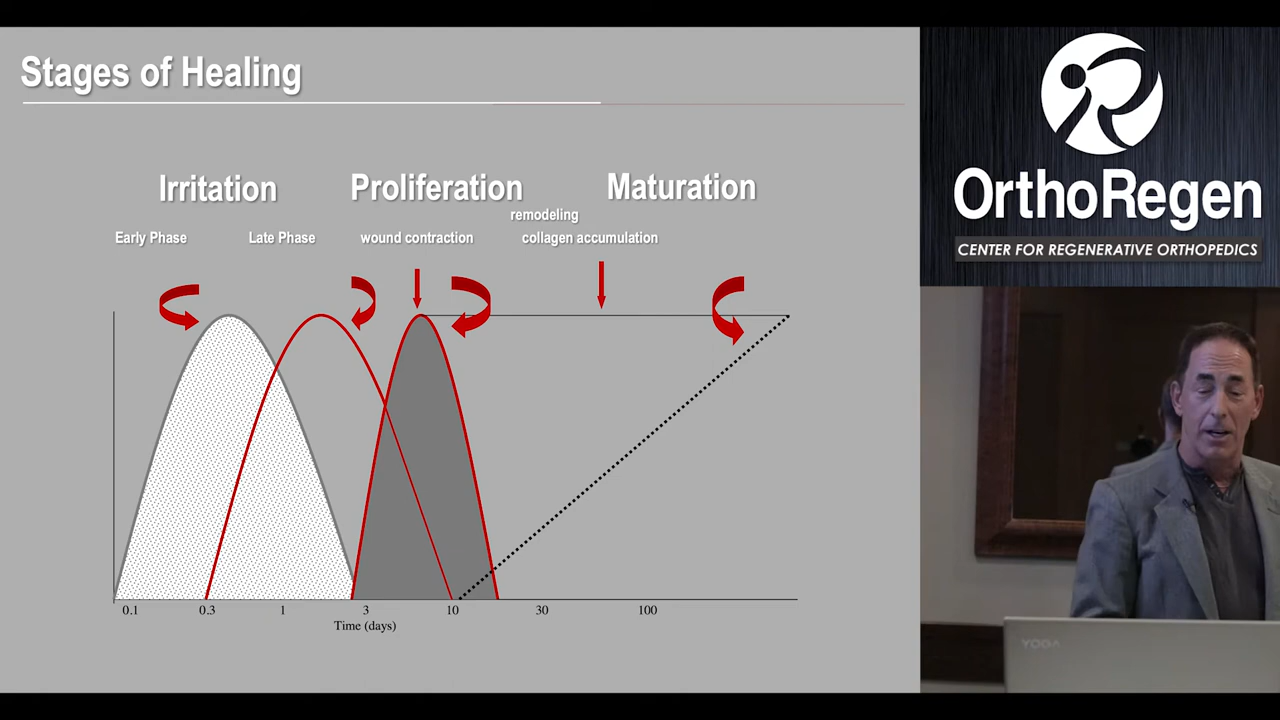 Stages of Healing
Irritation
Proliferation
Maturation
remodeling
Early Phase
Late Phase
wound contraction
collagen accumulation
0.1
0.3
1
3
10
30
100
Time (days)
OrthoRegen
CENTER FOR REGENERATIVE ORTHOPEDICS
YOGA